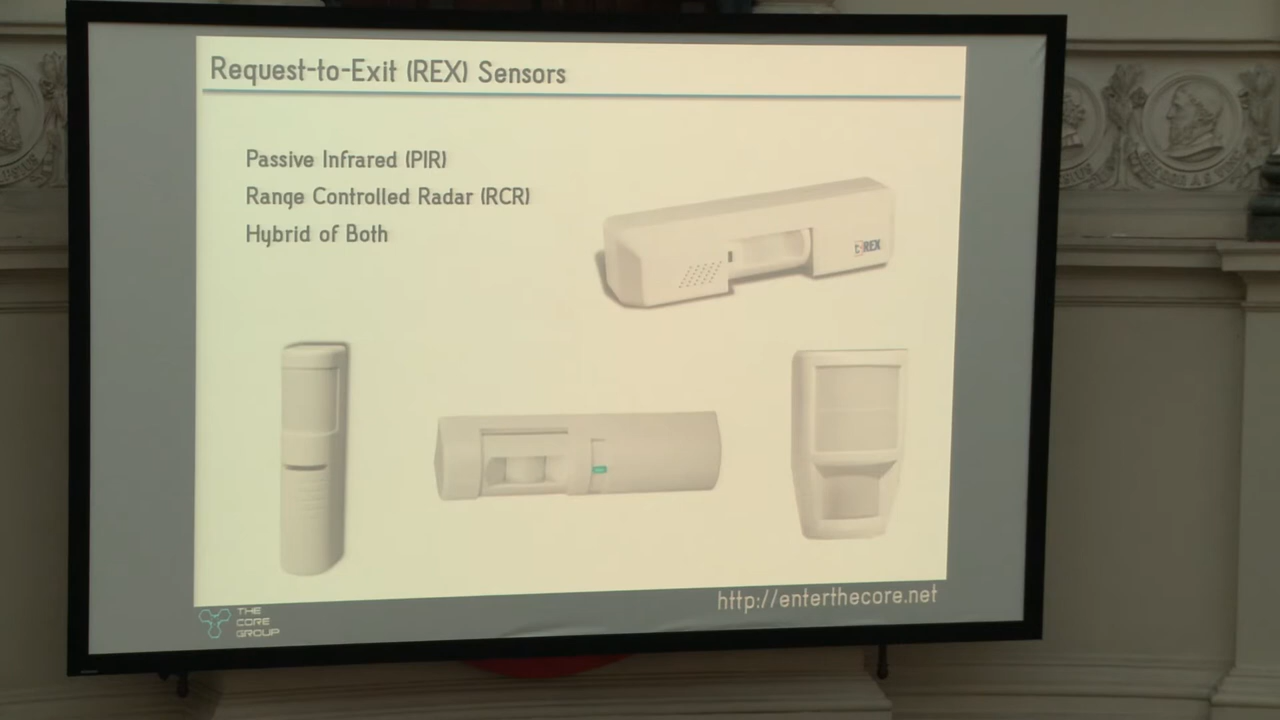 Request-to-Exit (REX) Sensors
Passive Infrared (PIR)
Range Controlled Radar (RCR)
Hybrid of Both
REX
THE
CORE
GROUP
http://enterthecore.net